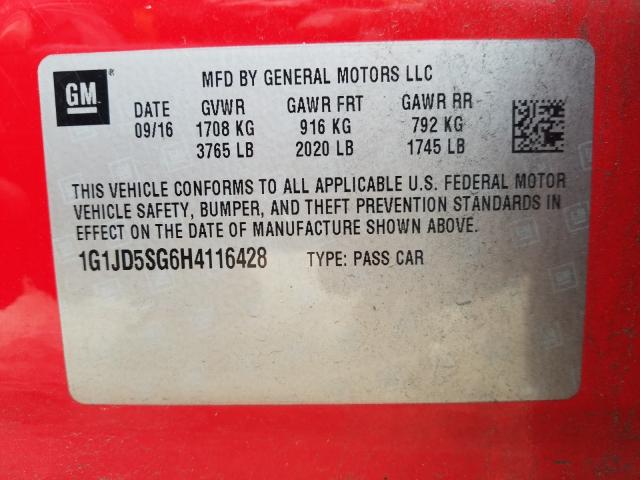 GM ®
MFD BY GENERAL MOTORS LLC
DATE GVWR GAWR FRT GAWR RR
09/16 1708 KG 916 KG 792 KG
3765 LB 2020 LB 1745 LB
THIS VEHICLE CONFORMS TO ALL APPLICABLE U.S. FEDERAL MOTOR
VEHICLE SAFETY, BUMPER, AND THEFT PREVENTION STANDARDS IN
EFFECT ON THE DATE OF MANUFACTURE SHOWN ABOVE.
1G1JD5SG6H4116428 TYPE: PASS CAR